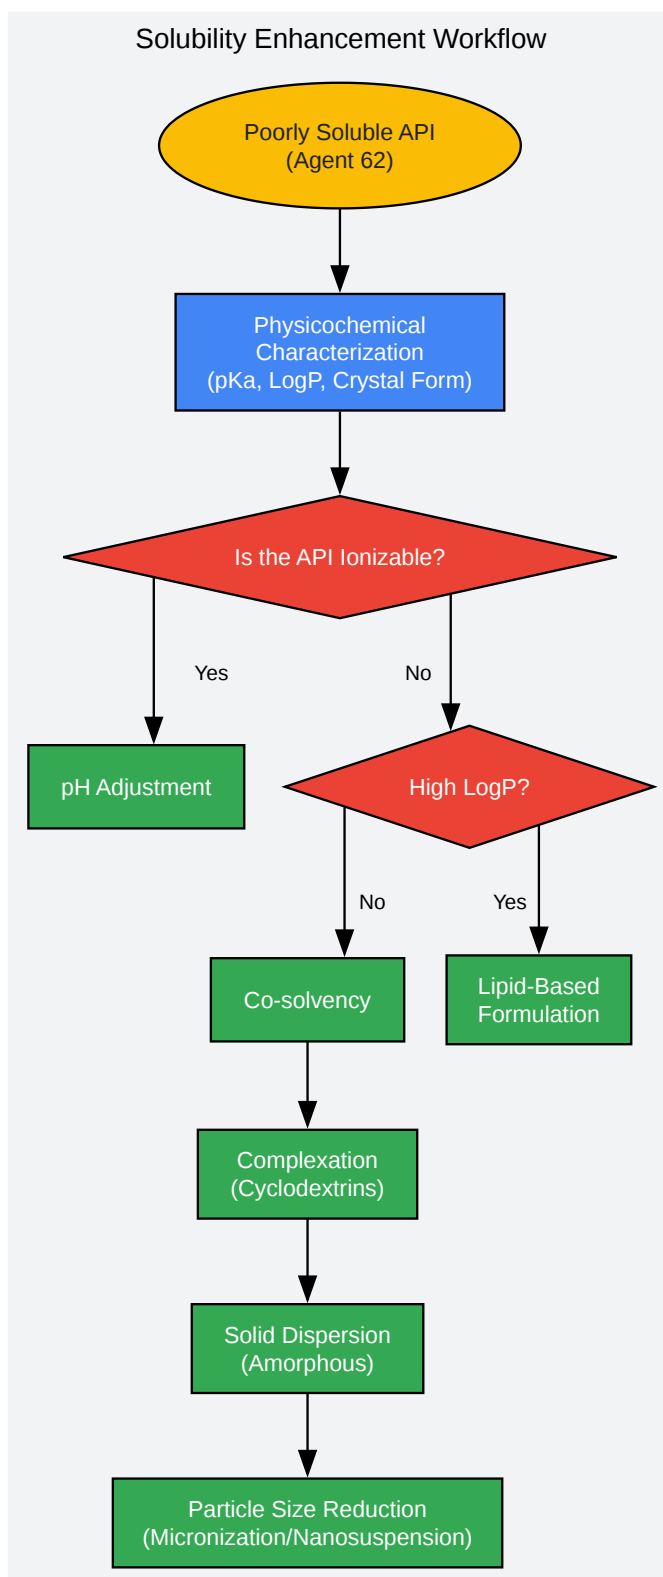 Solubility Enhancement Workflow
Poorly Soluble API
(Agent 62)
Physicochemical
Characterization
(pKa, LogP, Crystal Form)
Is the API Ionizable?
Yes
No
pH Adjustment
High LogP?
No
Yes
Co-solvency
Lipid-Based
Formulation
Complexation
(Cyclodextrins)
Solid Dispersion
(Amorphous)
Particle Size Reduction
(Micronization/Nanosuspension)